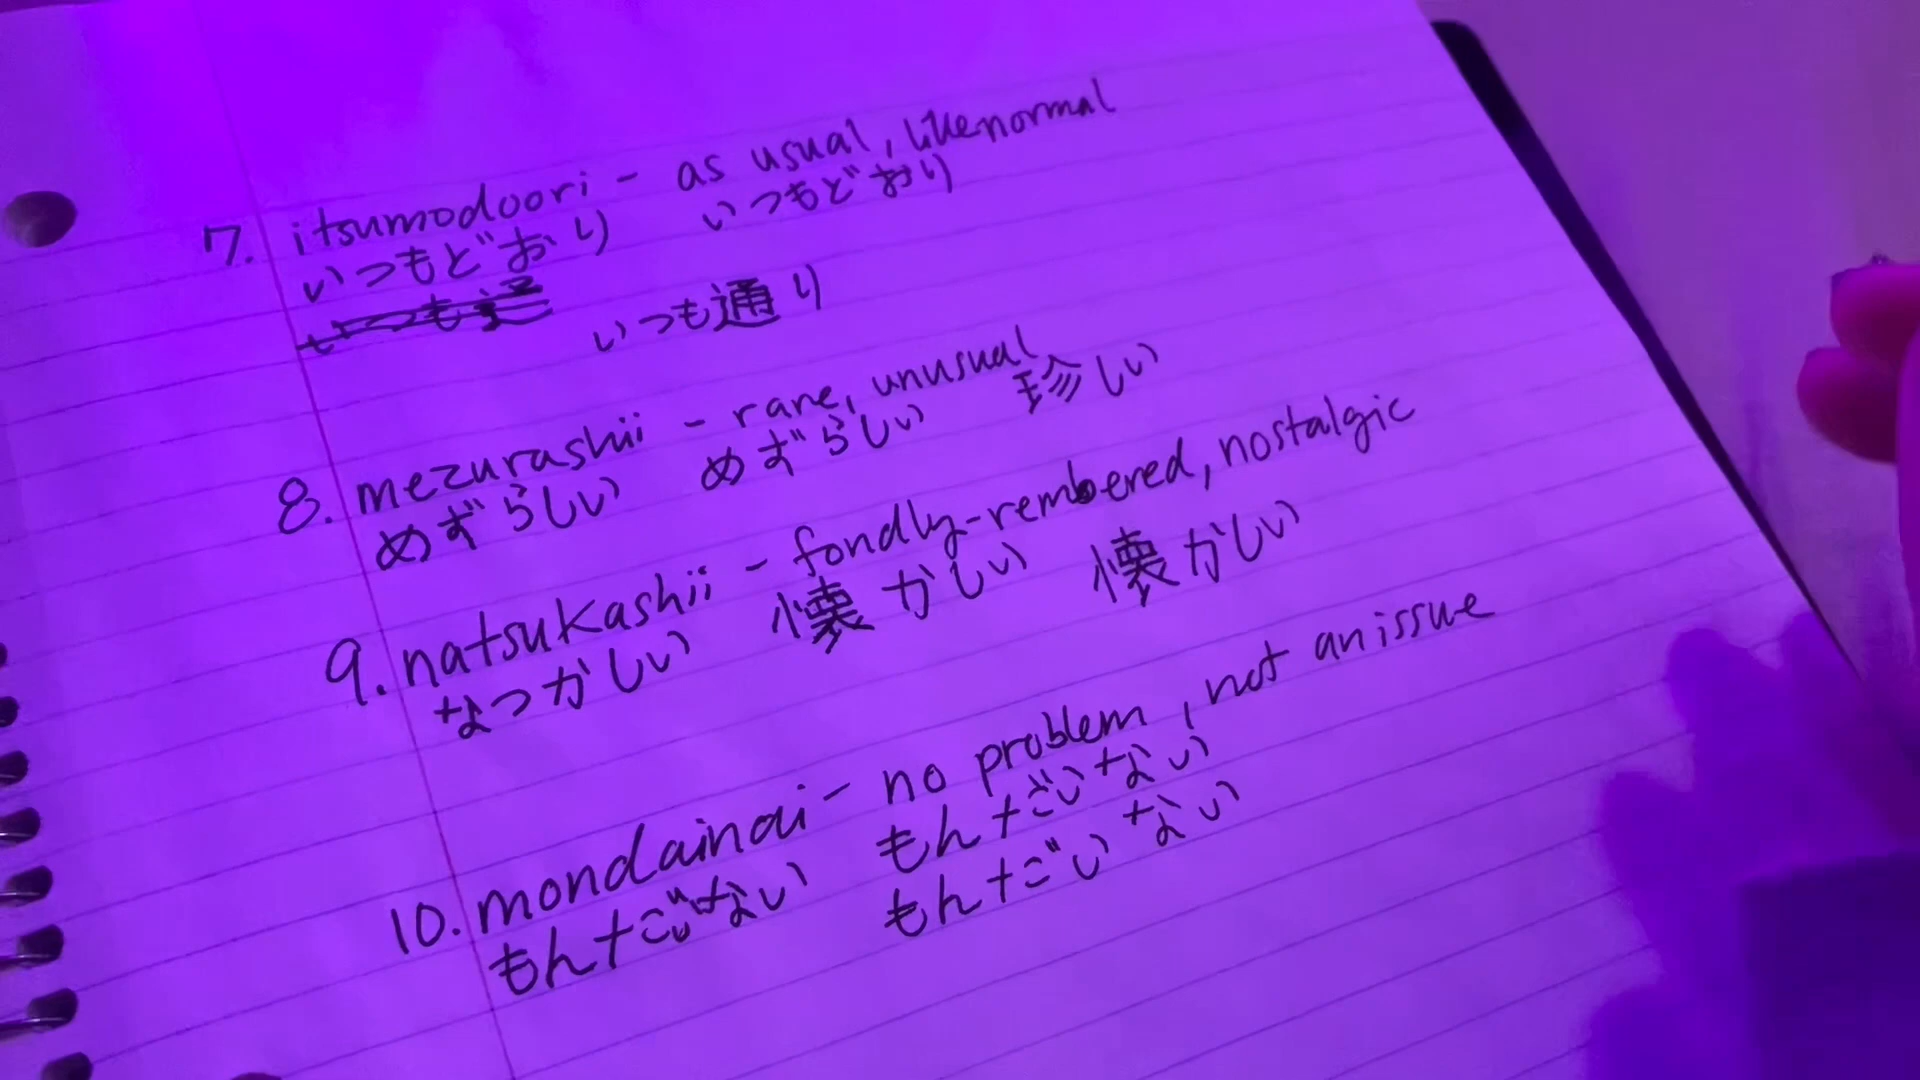 7. itsumodoori - as usual, likenormal
いつもどおり いつもどおり
いつも通り
8. mezurashii - rare, unusual
めずらしい めずらしい 珍しい
9. natsukashii - fondly-rembered, nostalgic
なつかしい 懐かしい 懐かしい
10. mondainai - no problem, not an issue
もんだいない もんだいない
もんだいない